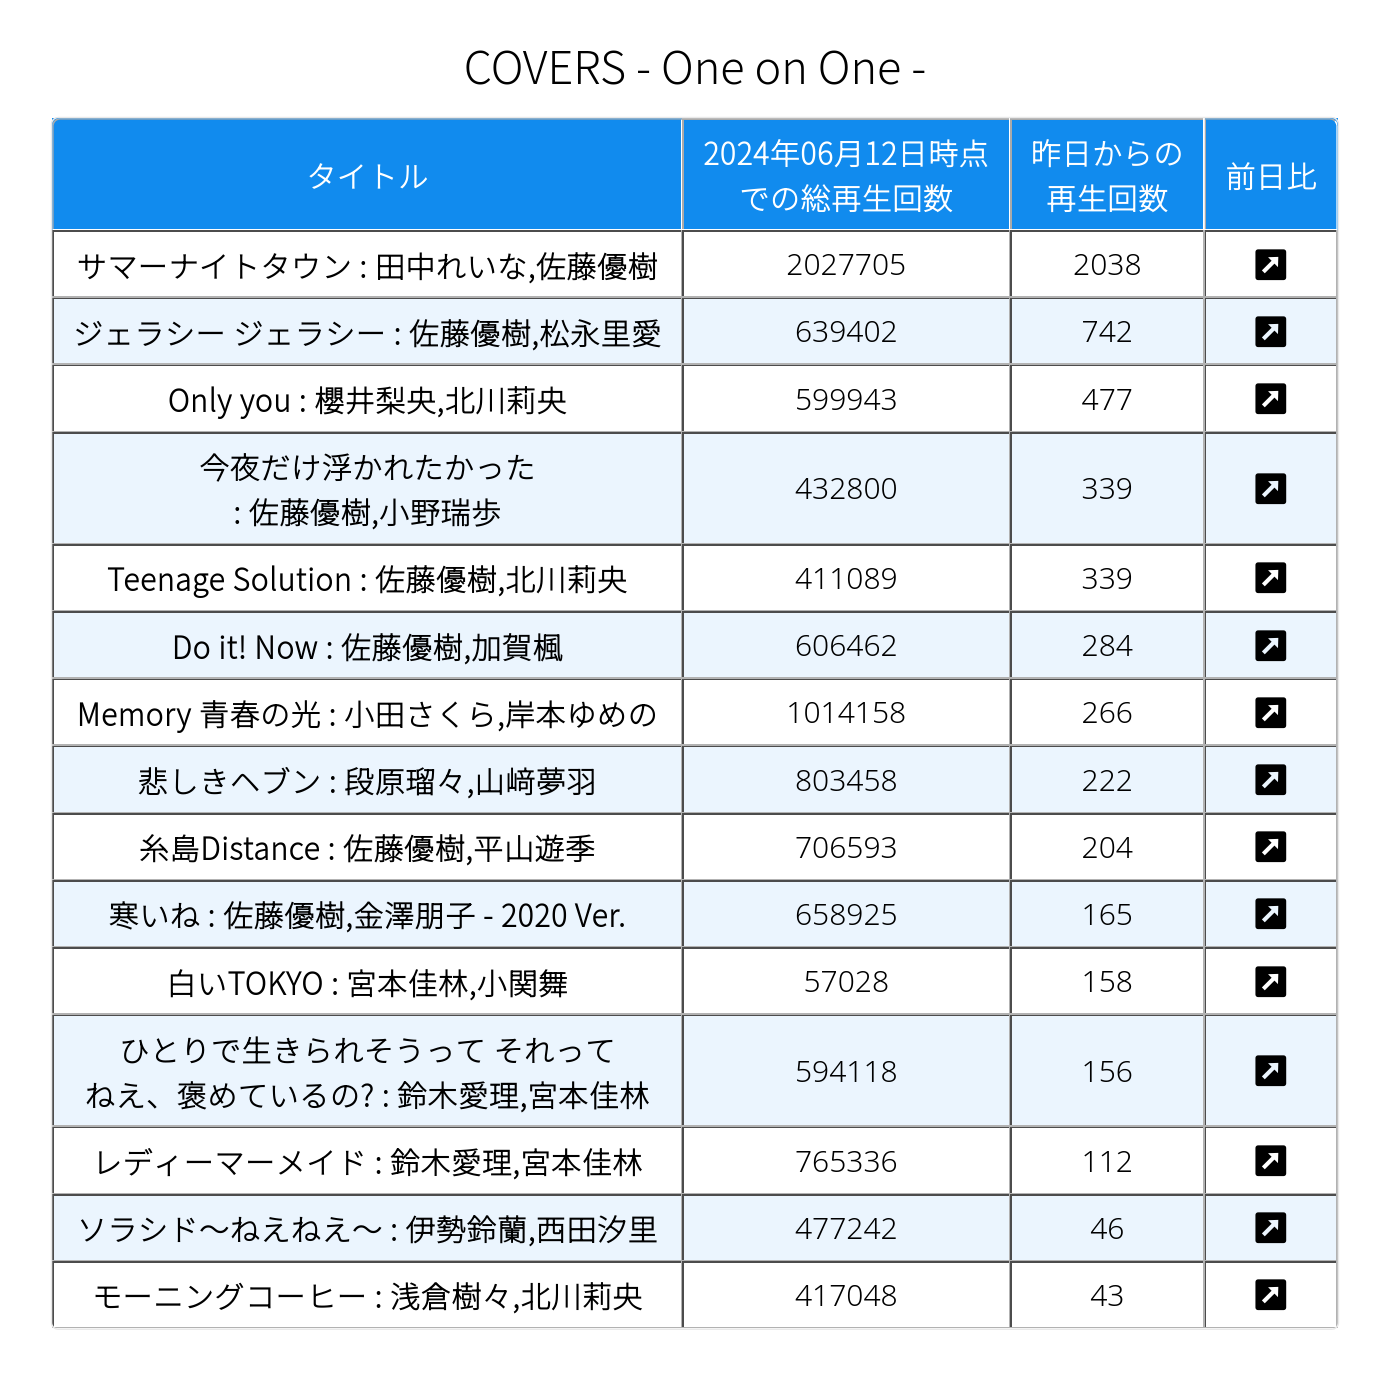 COVERS - One on One -
タイトル
2024年06月12日時点
での総再生回数
昨日からの
再生回数
前日比
サマーナイトタウン : 田中れいな,佐藤優樹
2027705
2038
ジェラシー ジェラシー : 佐藤優樹,松永里愛
639402
742
Only you : 櫻井梨央,北川莉央
599943
477
今夜だけ浮かれたかった
: 佐藤優樹,小野瑞歩
432800
339
Teenage Solution : 佐藤優樹,北川莉央
411089
339
Do it! Now : 佐藤優樹,加賀楓
606462
284
Memory 青春の光 : 小田さくら,岸本ゆめの
1014158
266
悲しきヘブン : 段原瑠々,山﨑夢羽
803458
222
糸島Distance : 佐藤優樹,平山遊季
706593
204
寒いね : 佐藤優樹,金澤朋子 - 2020 Ver.
658925
165
白いTOKYO : 宮本佳林,小関舞
57028
158
ひとりで生きられそうって それって
ねえ、褒めているの? : 鈴木愛理,宮本佳林
594118
156
レディーマーメイド : 鈴木愛理,宮本佳林
765336
112
ソラシド～ねえねえ～ : 伊勢鈴蘭,西田汐里
477242
46
モーニングコーヒー : 浅倉樹々,北川莉央
417048
43